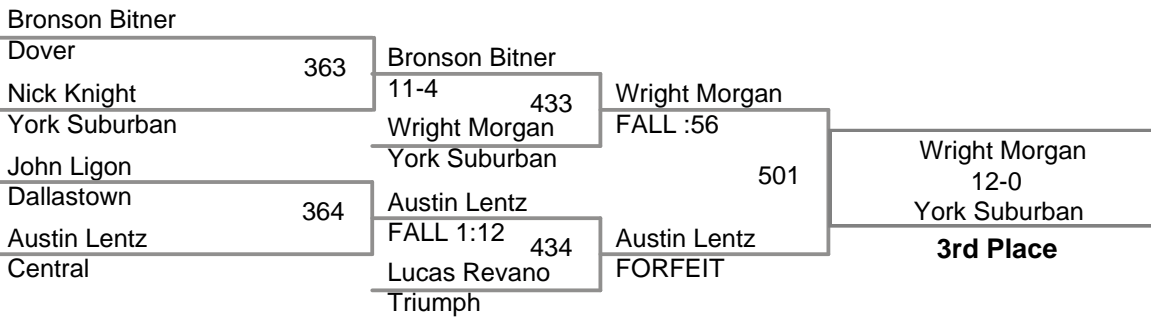 Bronson Bitner
Dover
363
Nick Knight
York Suburban
John Ligon
Dallastown
364
Austin Lentz
Central
Bronson Bitner
11-4
433
Wright Morgan
York Suburban
Austin Lentz
FALL 1:12
434
Lucas Revano
Triumph
Wright Morgan
FALL :56
501
Austin Lentz
FORFEIT
Wright Morgan
12-0
York Suburban
3rd Place